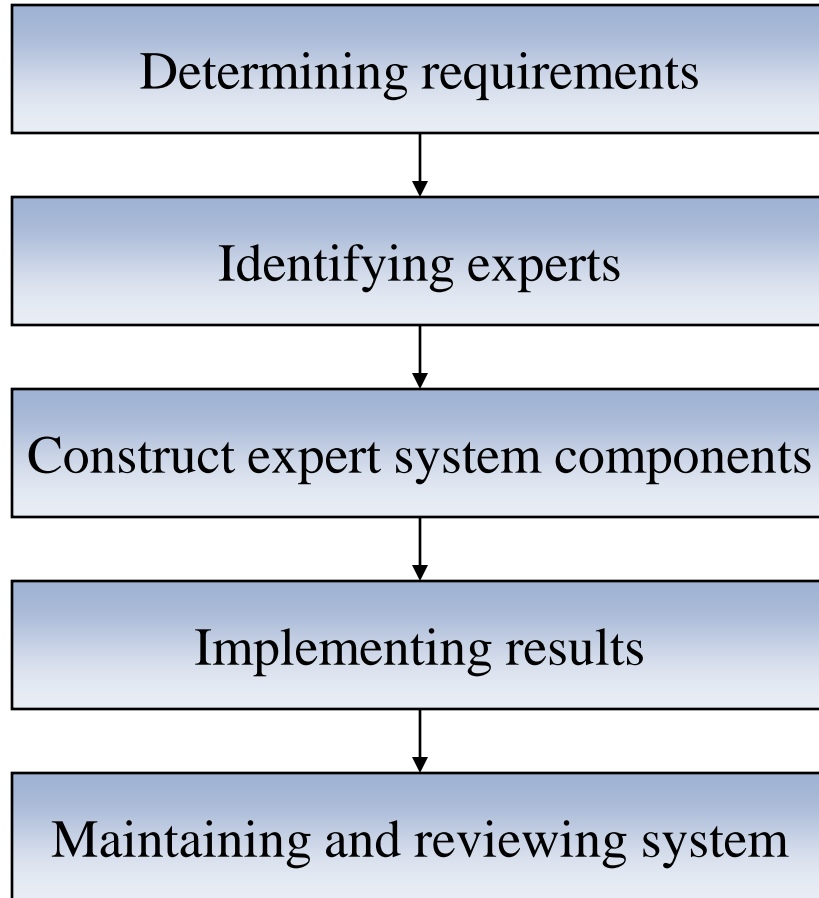 Determining requirements
Identifying experts
Construct expert system components
Implementing results
Maintaining and reviewing system